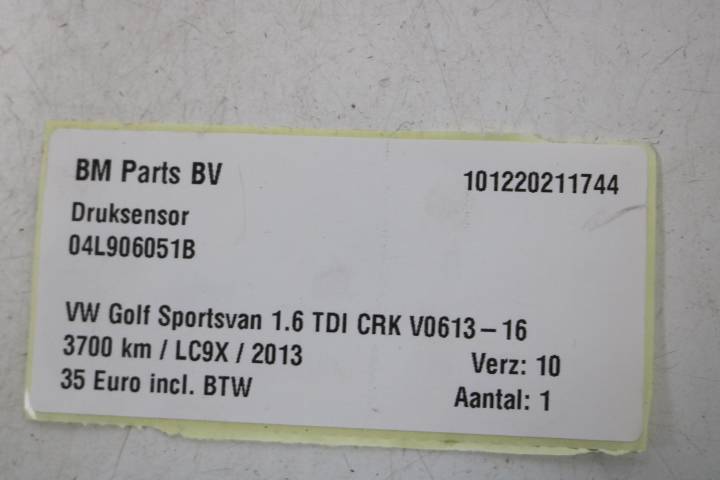 BM Parts BV
101220211744
Druksensor
04L906051B
VW Golf Sportsvan 1.6 TDI CRK V0613-16
3700 km / LC9X / 2013
Verz: 10
35 Euro incl. BTW
Aantal: 1